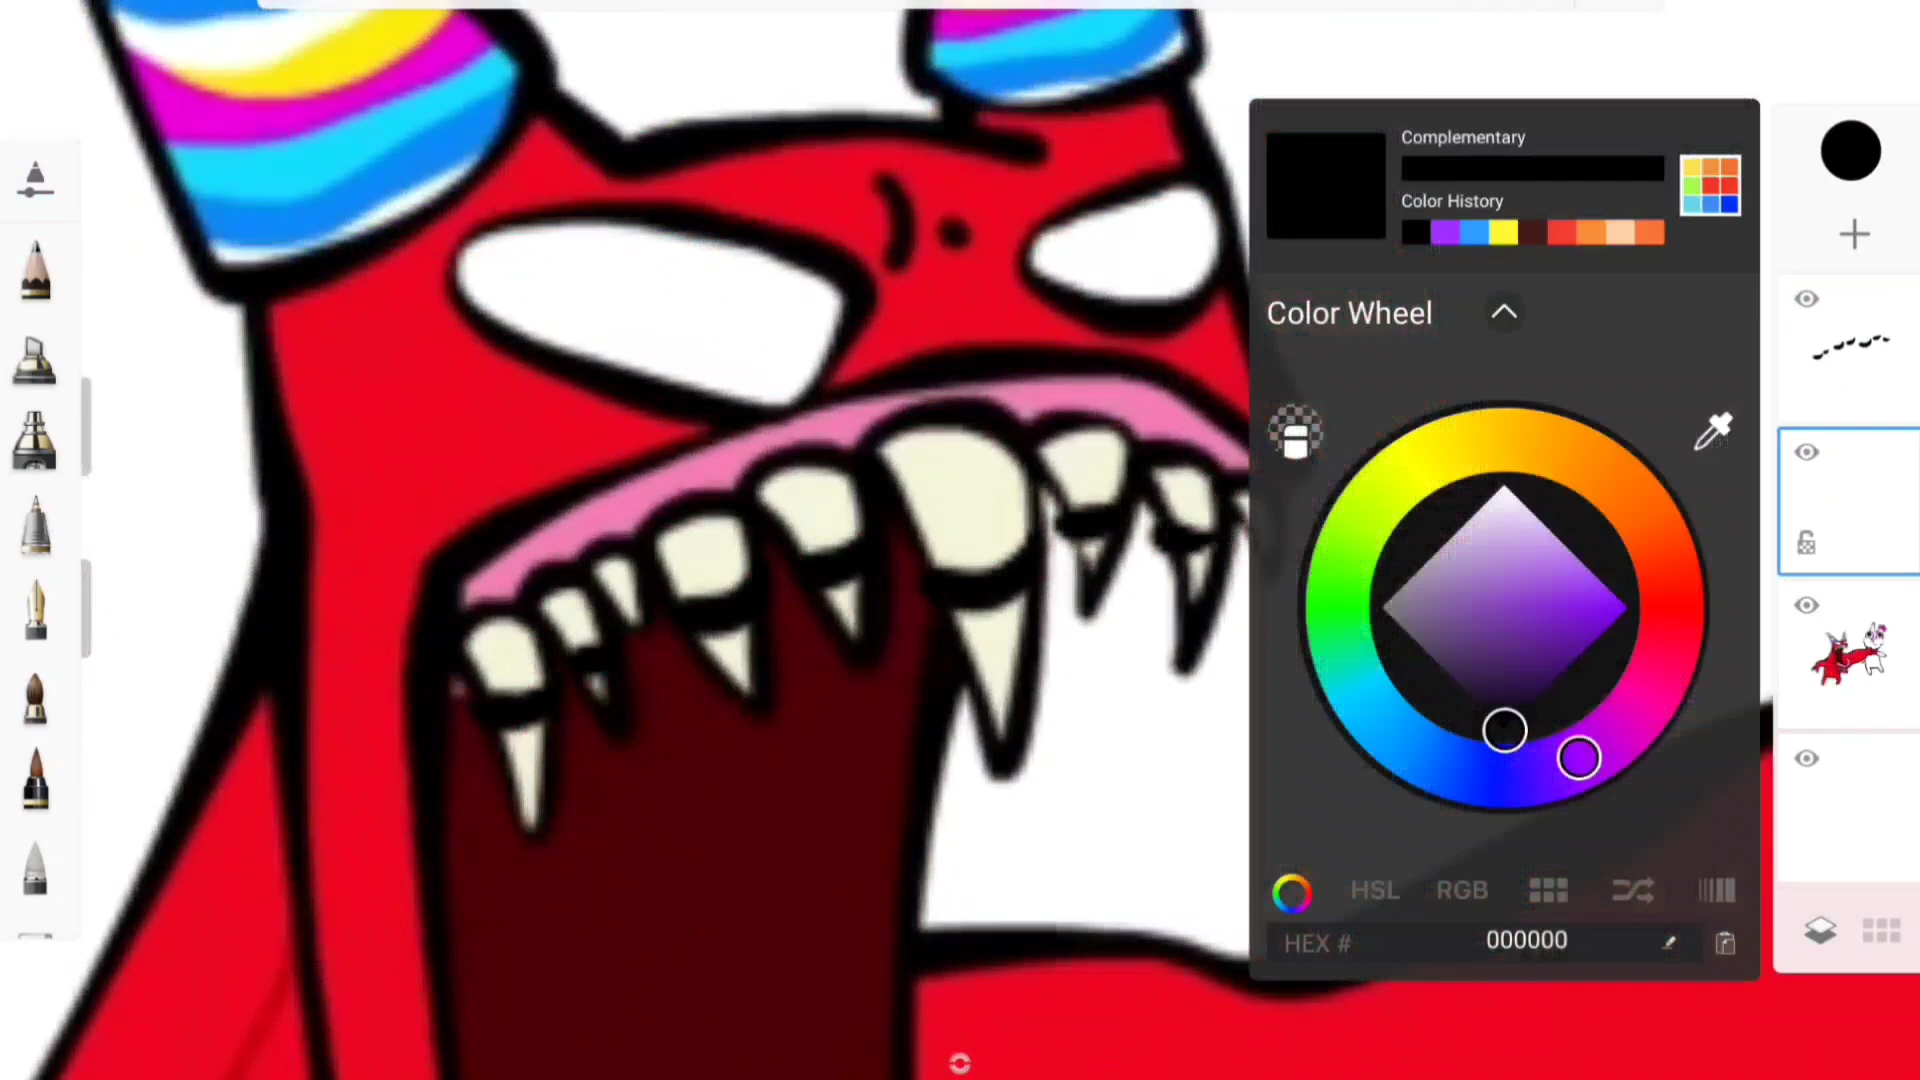 Complementary
Color History
Color Wheel
HSL RGB
HEX # 000000